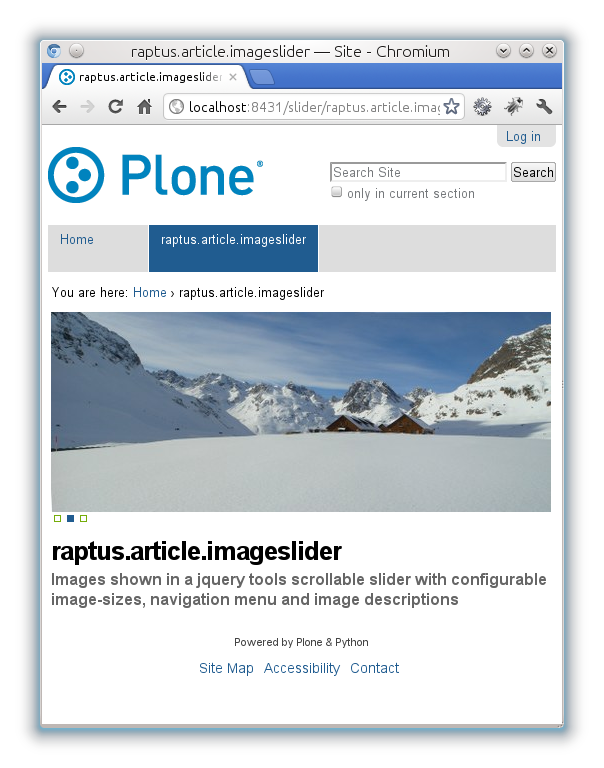 raptus.article.imageslider — Site - Chromium
raptus.article.imageslider
localhost:8431/slider/raptus.article.imag
Log in
Plone®
Search Site
Search
only in current section
Home
raptus.article.imageslider
You are here: Home › raptus.article.imageslider
raptus.article.imageslider
Images shown in a jquery tools scrollable slider with configurable
image-sizes, navigation menu and image descriptions
Powered by Plone & Python
Site Map Accessibility Contact